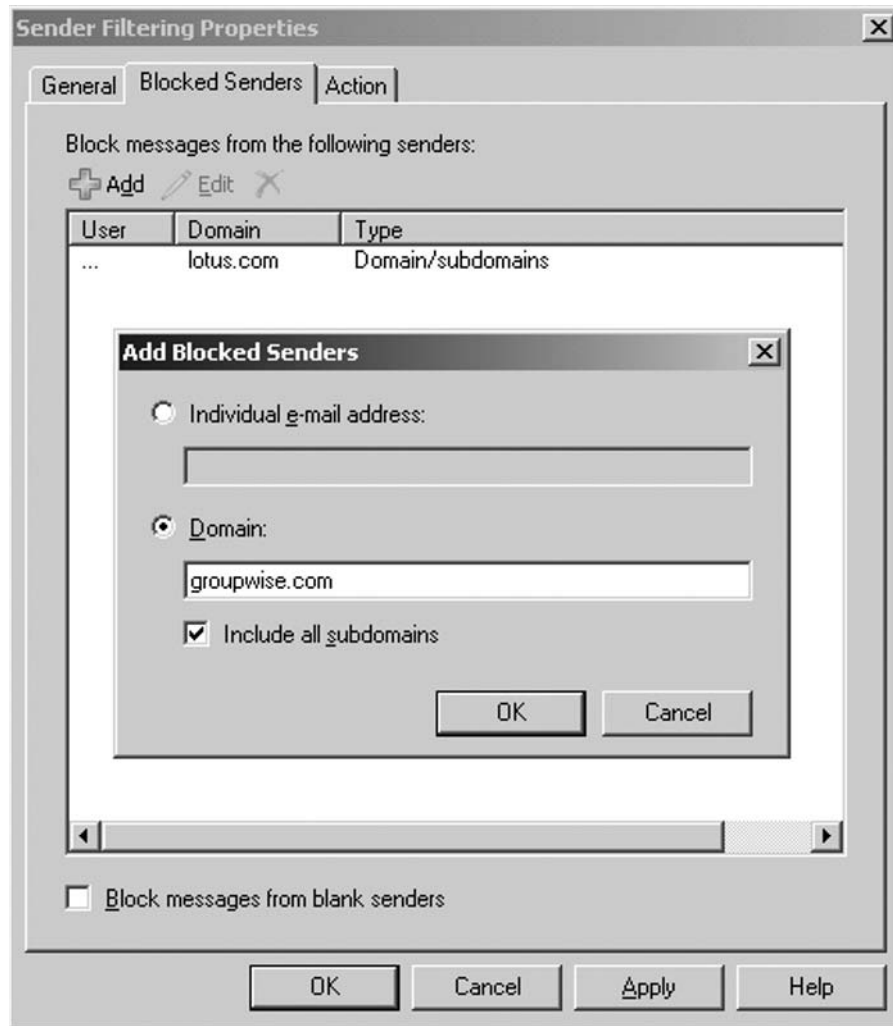 Sender Filtering Properties
General Blocked Senders Action
Block messages from the following senders:
Add Edit
User Domain Type
... lotus.com Domain/subdomains
Add Blocked Senders
Individual e-mail address:
Domain:
groupwise.com
Include all subdomains
OK Cancel
Block messages from blank senders
OK Cancel Apply Help